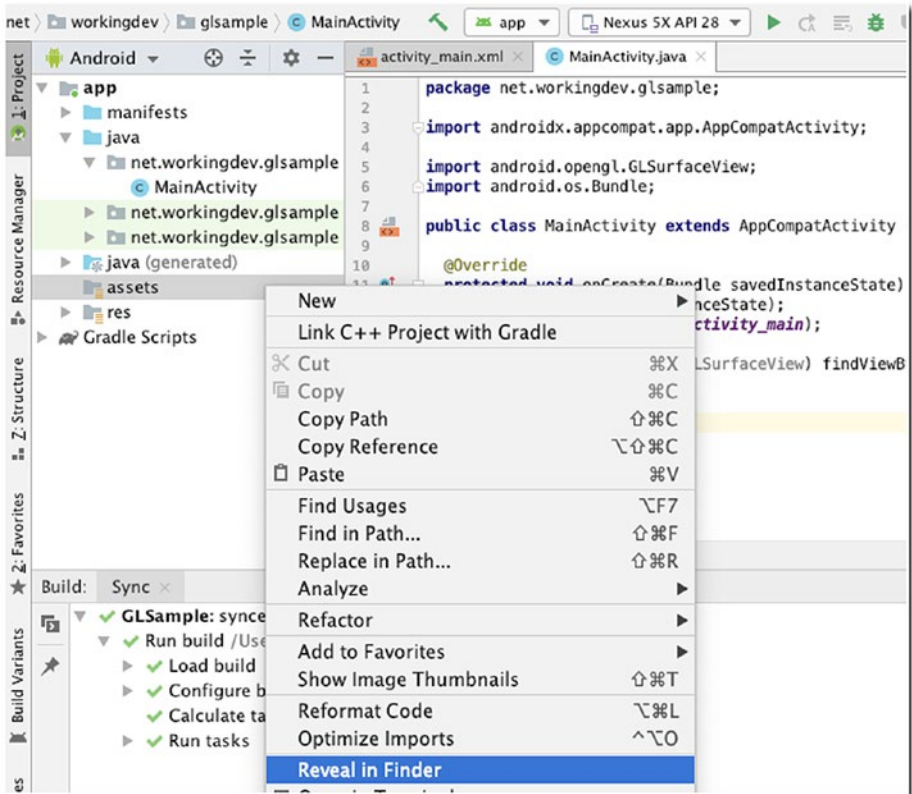 net workingdev glsample MainActivity app Nexus 5X API 28
Android
activity_main.xml
MainActivity.java
1: Project
Resource Manager
Z: Structure
2: Favorites
Build Variants
app
manifests
java
net.workingdev.glsample
MainActivity
net.workingdev.glsample
net.workingdev.glsample
java (generated)
assets
res
Gradle Scripts
1 package net.workingdev.glsample;
2
3 import androidx.appcompat.app.AppCompatActivity;
4
5 import android.opengl.GLSurfaceView;
6 import android.os.Bundle;
7
8 public class MainActivity extends AppCompatActivity
9
10 @Override
11 protected void onCreate(Bundle savedInstanceState)
nceState);
ctivity_main);
LSurfaceView) findViewB
New
Link C++ Project with Gradle
Cut ⌘X
Copy ⌘C
Copy Path ⇧⌘C
Copy Reference ⌥⇧⌘C
Paste ⌘V
Find Usages ⌥F7
Find in Path... ⇧⌘F
Replace in Path... ⇧⌘R
Analyze
Refactor
Add to Favorites
Show Image Thumbnails ⇧⌘T
Reformat Code ⌥⌘L
Optimize Imports ^⌥O
Reveal in Finder
Build: Sync
GLSample: synce
Run build /Use
Load build
Configure b
Calculate ta
Run tasks